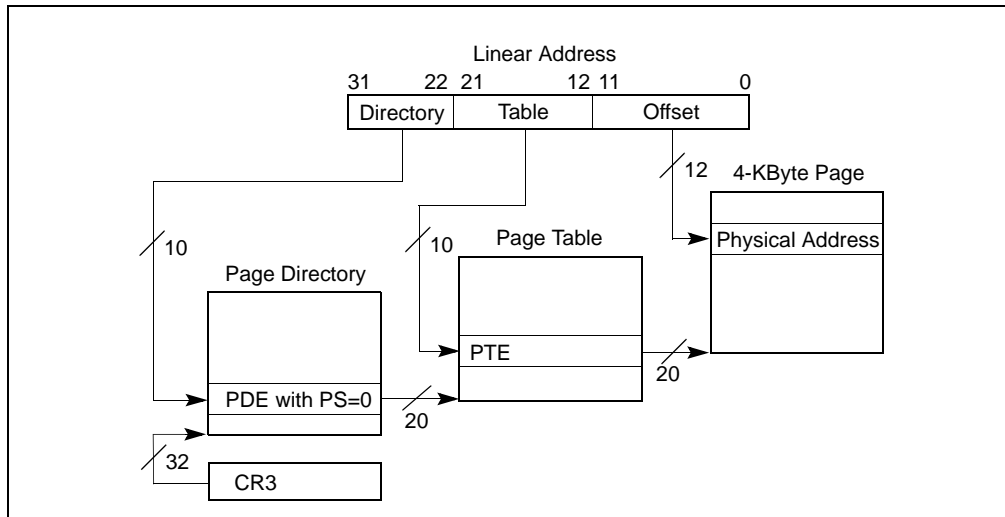 Linear Address
31 22 21 12 11 0
Directory Table Offset
12
4-KByte Page
Physical Address
10
10
Page Table
Page Directory
PTE
20
PDE with PS=0
20
32
CR3